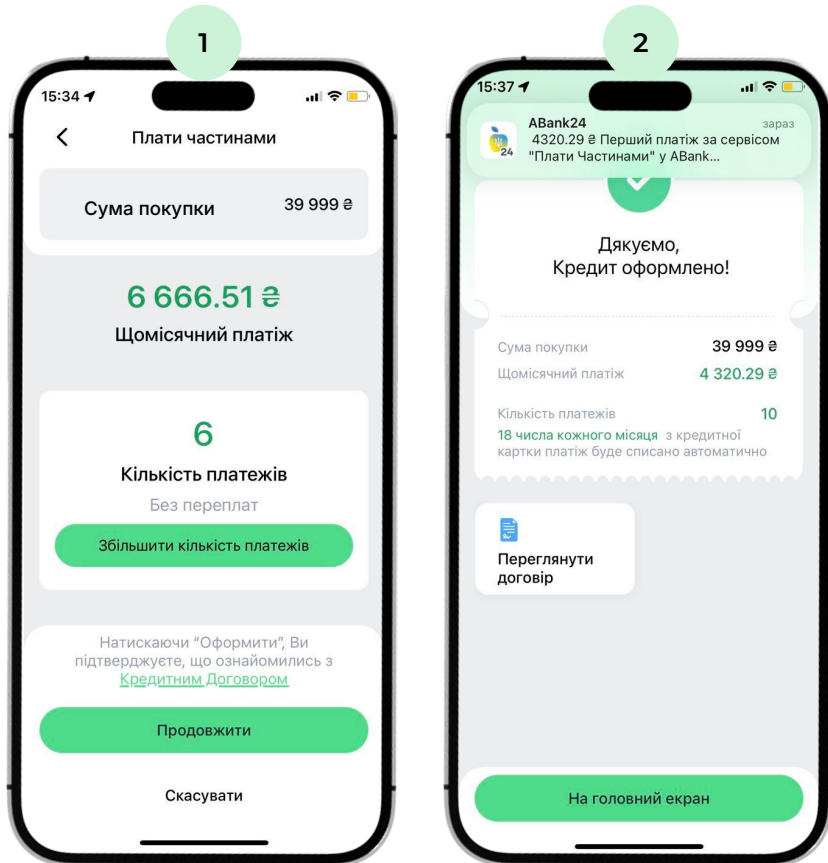 1
15:34
Плати частинами
Сума покупки 39 999 ₴
6 666.51 ₴
Щомісячний платіж
6
Кількість платежів
Без переплат
Збільшити кількість платежів
Натискаючи “Оформити”, Ви
підтверджуєте, що ознайомились з
Кредитним Договором
Продовжити
Скасувати
2
15:37
ABank24 зараз
4320.29 ₴ Перший платіж за сервісом
"Плати Частинами" у ABank...
24
Дякуємо,
Кредит оформлено!
Сума покупки 39 999 ₴
Щомісячний платіж 4 320.29 ₴
Кількість платежів 10
18 числа кожного місяця з кредитної
картки платіж буде списано автоматично
Переглянути
договір
На головний екран